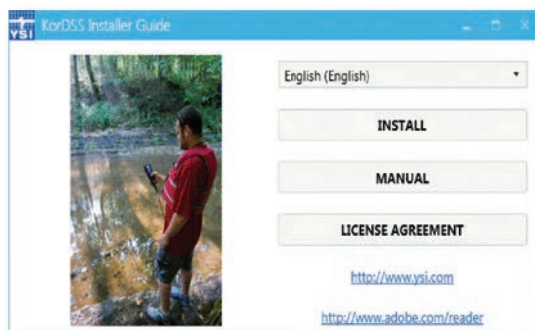 YSI
KorDSS Installer Guide
English (English)
INSTALL
MANUAL
LICENSE AGREEMENT
http://www.ysi.com
http://www.adobe.com/reader